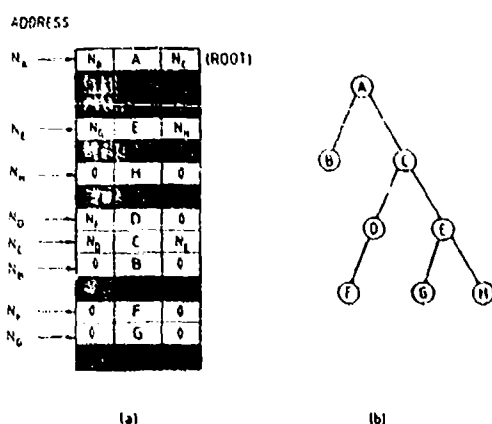 ADDRESS
N_A N_B A N_C (ROOT)
N_E N_G E N_H
N_H 0 H 0
N_D N_F D 0
N_C N_D C N_E
N_B 0 B 0
N_F 0 F 0
N_G 0 G 0
(a)
A
B C
D E
F G H
(b)